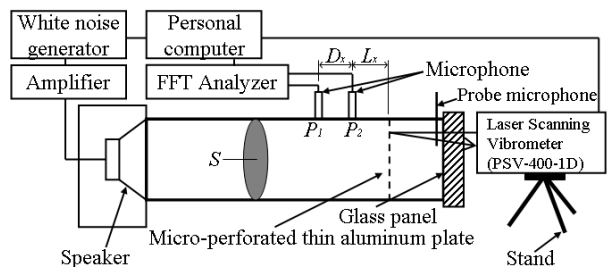 White noise
generator
Personal
computer
Amplifier
FFT Analyzer
Dx
Lx
Microphone
Probe microphone
P1
P2
S
Laser Scanning
Vibrometer
(PSV-400-1D)
Glass panel
Micro-perforated thin aluminum plate
Speaker
Stand